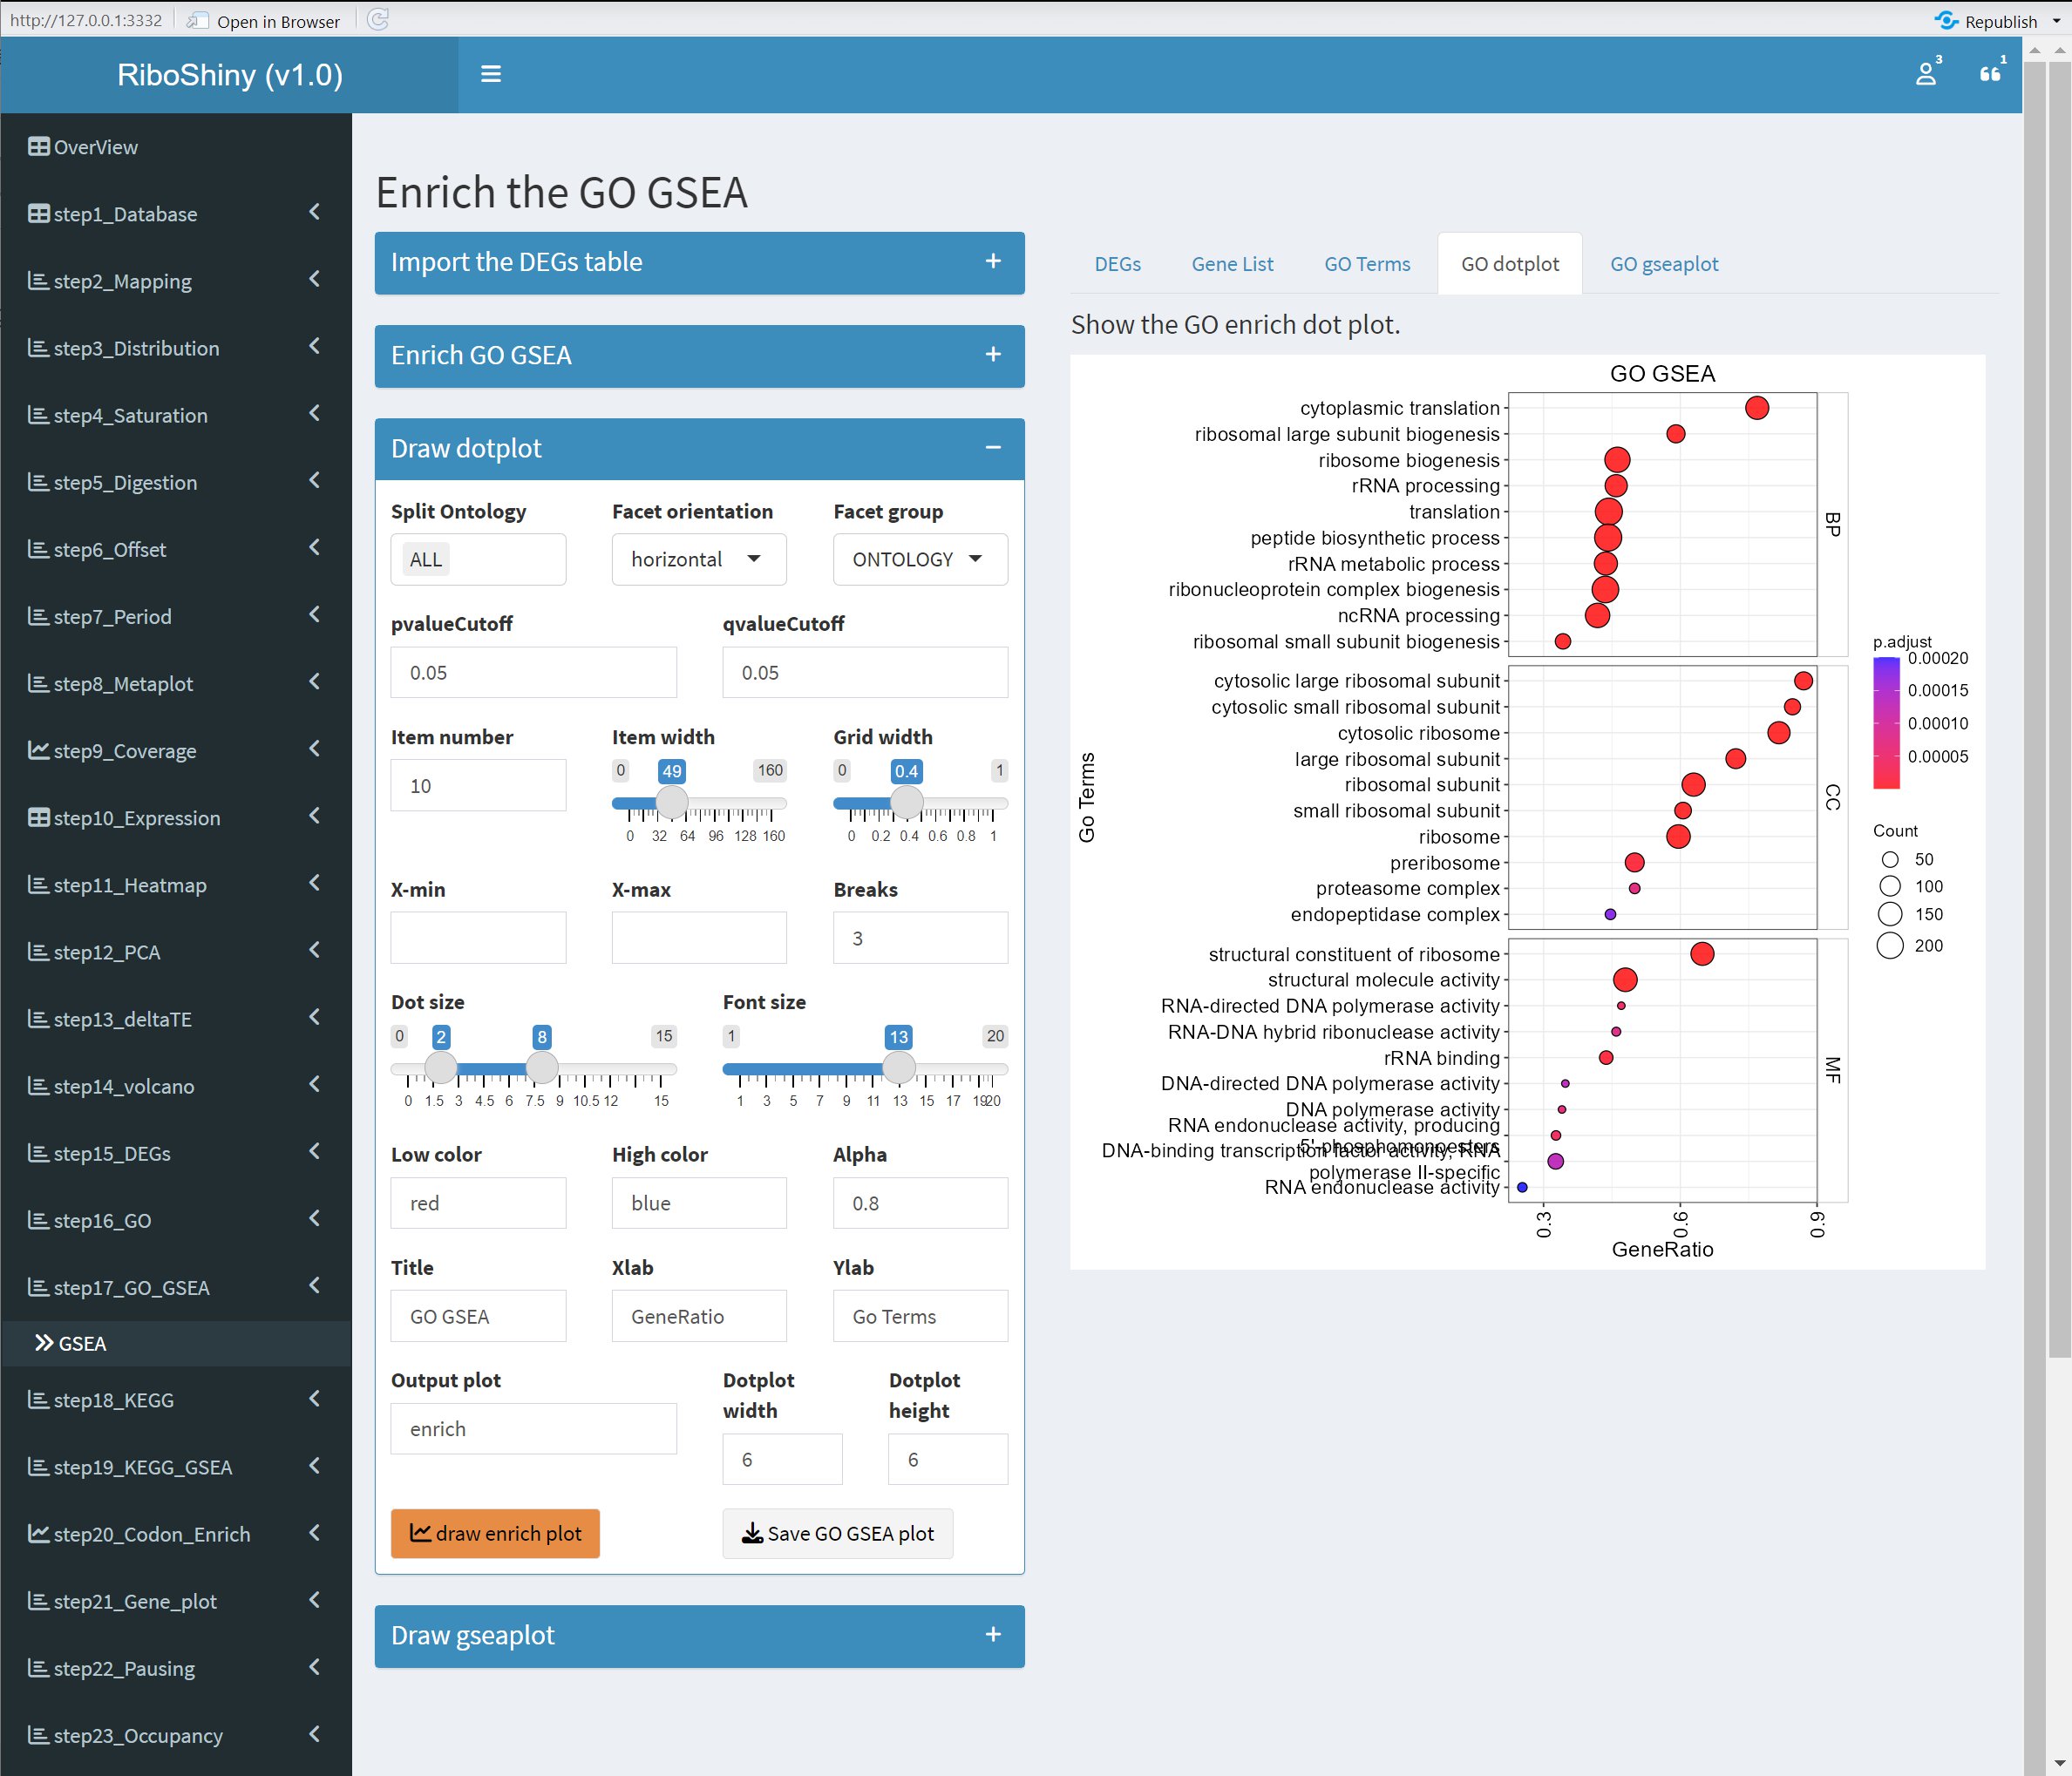 http://127.0.0.1:3332
Open in Browser
Republish
RiboShiny (v1.0)
3
1
OverView
step1_Database
step2_Mapping
step3_Distribution
step4_Saturation
step5_Digestion
step6_Offset
step7_Period
step8_Metaplot
step9_Coverage
step10_Expression
step11_Heatmap
step12_PCA
step13_deltaTE
step14_volcano
step15_DEGs
step16_GO
step17_GO_GSEA
GSEA
step18_KEGG
step19_KEGG_GSEA
step20_Codon_Enrich
step21_Gene_plot
step22_Pausing
step23_Occupancy
Enrich the GO GSEA
Import the DEGs table
Enrich GO GSEA
Draw dotplot
Split Ontology Facet orientation Facet group
ALL horizontal ONTOLOGY
pvalueCutoff qvalueCutoff
0.05 0.05
Item number Item width Grid width
0 49 160 0 0.4 1
10
0 32 64 96 128 160 0 0.2 0.4 0.6 0.8 1
X-min X-max Breaks
3
Dot size Font size
0 2 8 15 1 13 20
0 1.5 3 4.5 6 7.5 9 10.5 12 15 1 3 5 7 9 11 13 15 17 19 20
Low color High color Alpha
red blue 0.8
Title Xlab Ylab
GO GSEA GeneRatio Go Terms
Output plot Dotplot width Dotplot height
enrich 6 6
draw enrich plot Save GO GSEA plot
Draw gseaplot
DEGs Gene List GO Terms GO dotplot GO gseaplot
Show the GO enrich dot plot.
GO GSEA
cytoplasmic translation
ribosomal large subunit biogenesis
ribosome biogenesis
rRNA processing
translation
peptide biosynthetic process
rRNA metabolic process
ribonucleoprotein complex biogenesis
ncRNA processing
ribosomal small subunit biogenesis
BP
cytosolic large ribosomal subunit
cytosolic small ribosomal subunit
cytosolic ribosome
large ribosomal subunit
ribosomal subunit
small ribosomal subunit
ribosome
preribosome
proteasome complex
endopeptidase complex
CC
structural constituent of ribosome
structural molecule activity
RNA-directed DNA polymerase activity
RNA-DNA hybrid ribonuclease activity
rRNA binding
DNA-directed DNA polymerase activity
DNA polymerase activity
RNA endonuclease activity, producing
5'-phosphomonoesters
DNA-binding transcription factor activity, RNA
polymerase II-specific
RNA endonuclease activity
MF
Go Terms
0.3 0.6 0.9
GeneRatio
p.adjust
0.00020
0.00015
0.00010
0.00005
Count
50
100
150
200